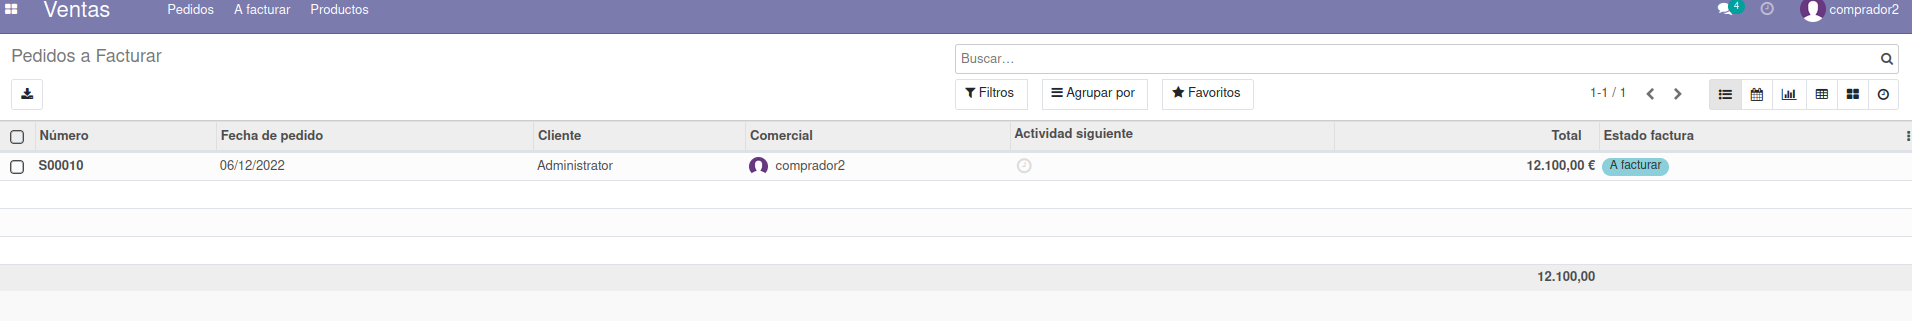 Ventas Pedidos A facturar Productos 4 comprador2
Pedidos a Facturar
Buscar...
Filtros Agrupar por Favoritos 1-1 / 1
Número Fecha de pedido Cliente Comercial Actividad siguiente Total Estado factura
S00010 06/12/2022 Administrator comprador2 12.100,00 € A facturar
12.100,00